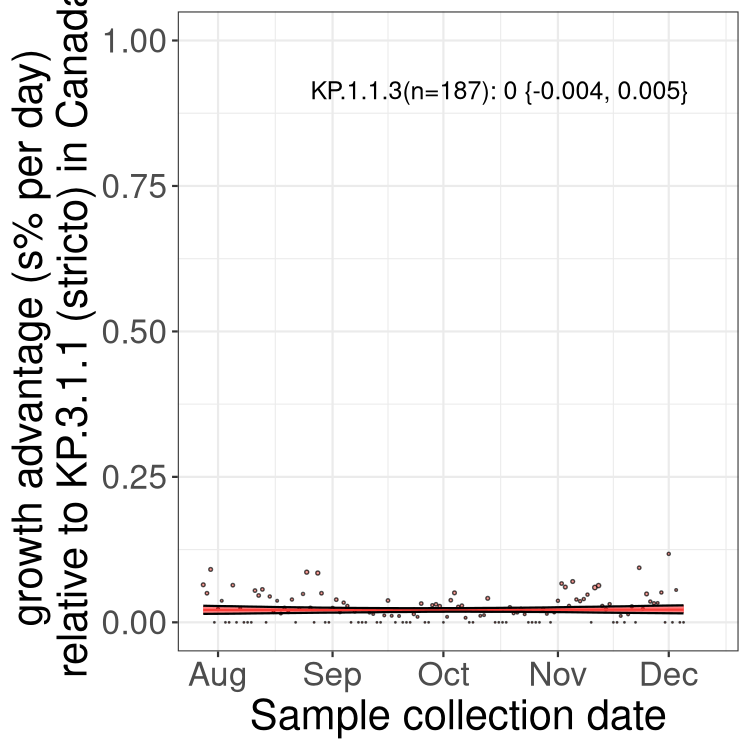 growth advantage (s% per day)
relative to KP.3.1.1 (stricto) in Canada
1.00
0.75
0.50
0.25
0.00
KP.1.1.3(n=187): 0 {-0.004, 0.005}
Aug Sep Oct Nov Dec
Sample collection date